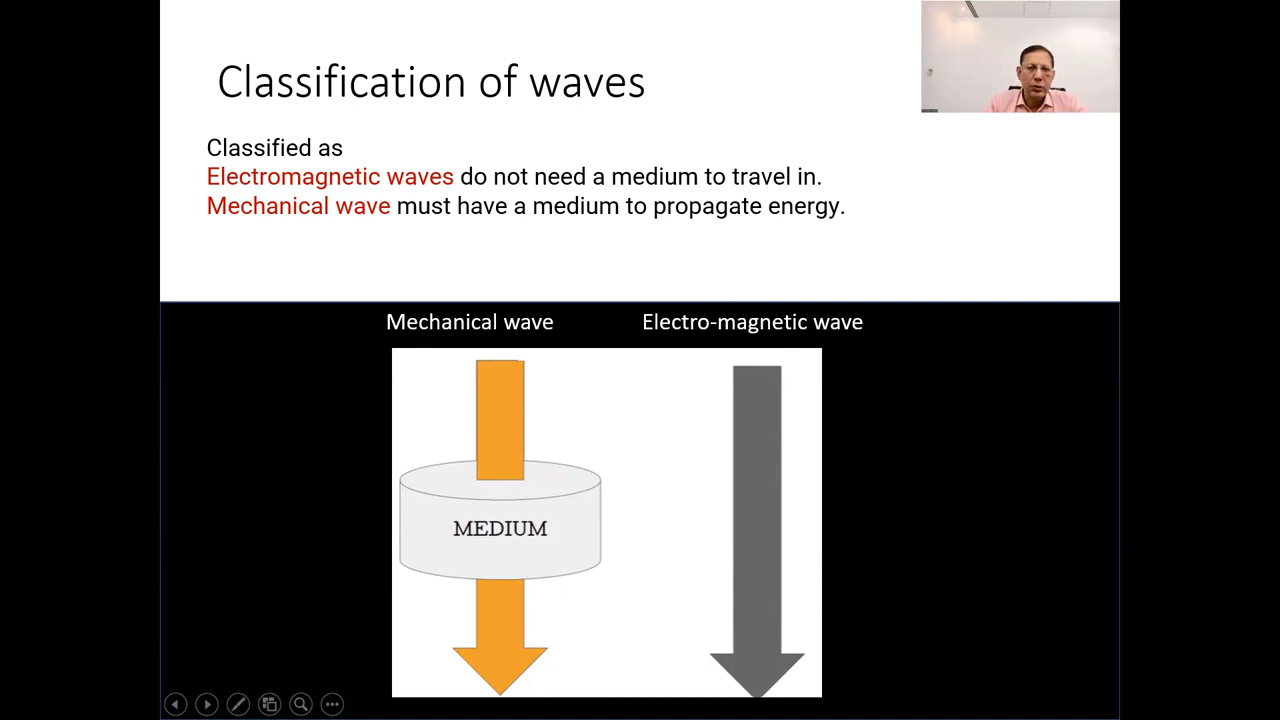 Classification of waves
Classified as
Electromagnetic waves do not need a medium to travel in.
Mechanical wave must have a medium to propagate energy.
Mechanical wave
Electro-magnetic wave
MEDIUM